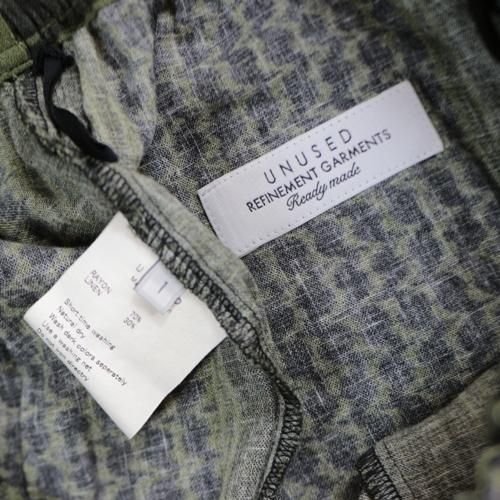 UNUSED
REFINEMENT GARMENTS
Ready made
U
1
RAYON 70%
LINEN 30%
Short time washing
Natural dry
Wash dark colors separately
Use a washing net
directry